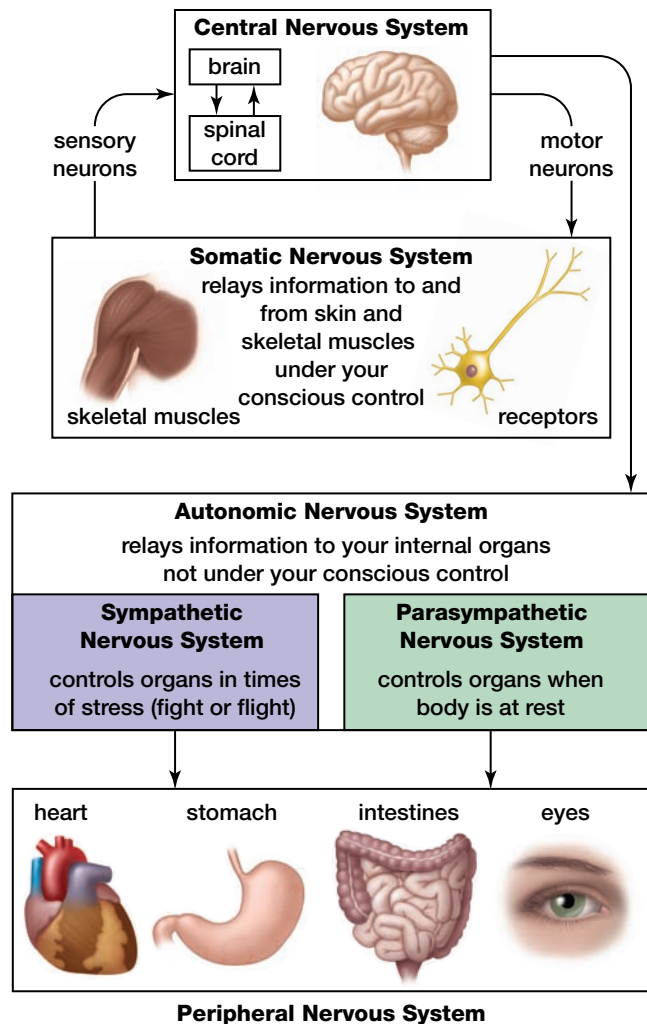 Central Nervous System
brain
spinal
cord
sensory
neurons
motor
neurons
Somatic Nervous System
relays information to and
from skin and
skeletal muscles
under your
conscious control
skeletal muscles
receptors
Autonomic Nervous System
relays information to your internal organs
not under your conscious control
Sympathetic
Nervous System
controls organs in times
of stress (fight or flight)
Parasympathetic
Nervous System
controls organs when
body is at rest
heart
stomach
intestines
eyes
Peripheral Nervous System